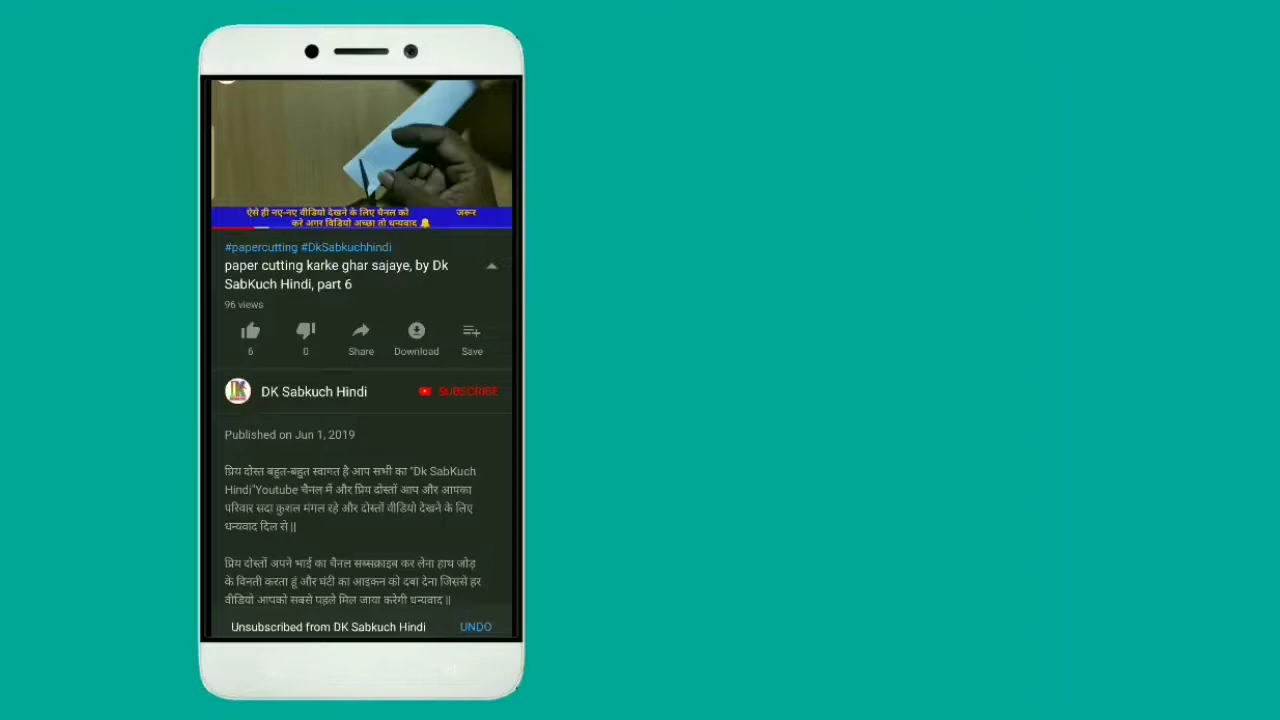 ऐसे ही नए-नए वीडियो देखने के लिए चैनल को जरूर
करे अगर विडियो अच्छा तो धन्यवाद
#papercutting #DkSabkuchhindi
paper cutting karke ghar sajaye, by Dk
SabKuch Hindi, part 6
96 views
6 0 Share Download Save
DK Sabkuch Hindi SUBSCRIBE
Published on Jun 1, 2019
प्रिय दोस्त बहुत-बहुत स्वागत है आप सभी का "Dk SabKuch
Hindi"Youtube चैनल में और प्रिय दोस्तों आप और आपका
परिवार सदा कुशल मंगल रहे और दोस्तों वीडियो देखने के लिए
धन्यवाद दिल से ||
प्रिय दोस्तों अपने भाई का चैनल सब्सक्राइब कर लेना हाथ जोड़
के विनती करता हूं और घंटी का आइकन को दबा देना जिससे हर
वीडियो आपको सबसे पहले मिल जाया करेगी धन्यवाद ||
Unsubscribed from DK Sabkuch Hindi UNDO